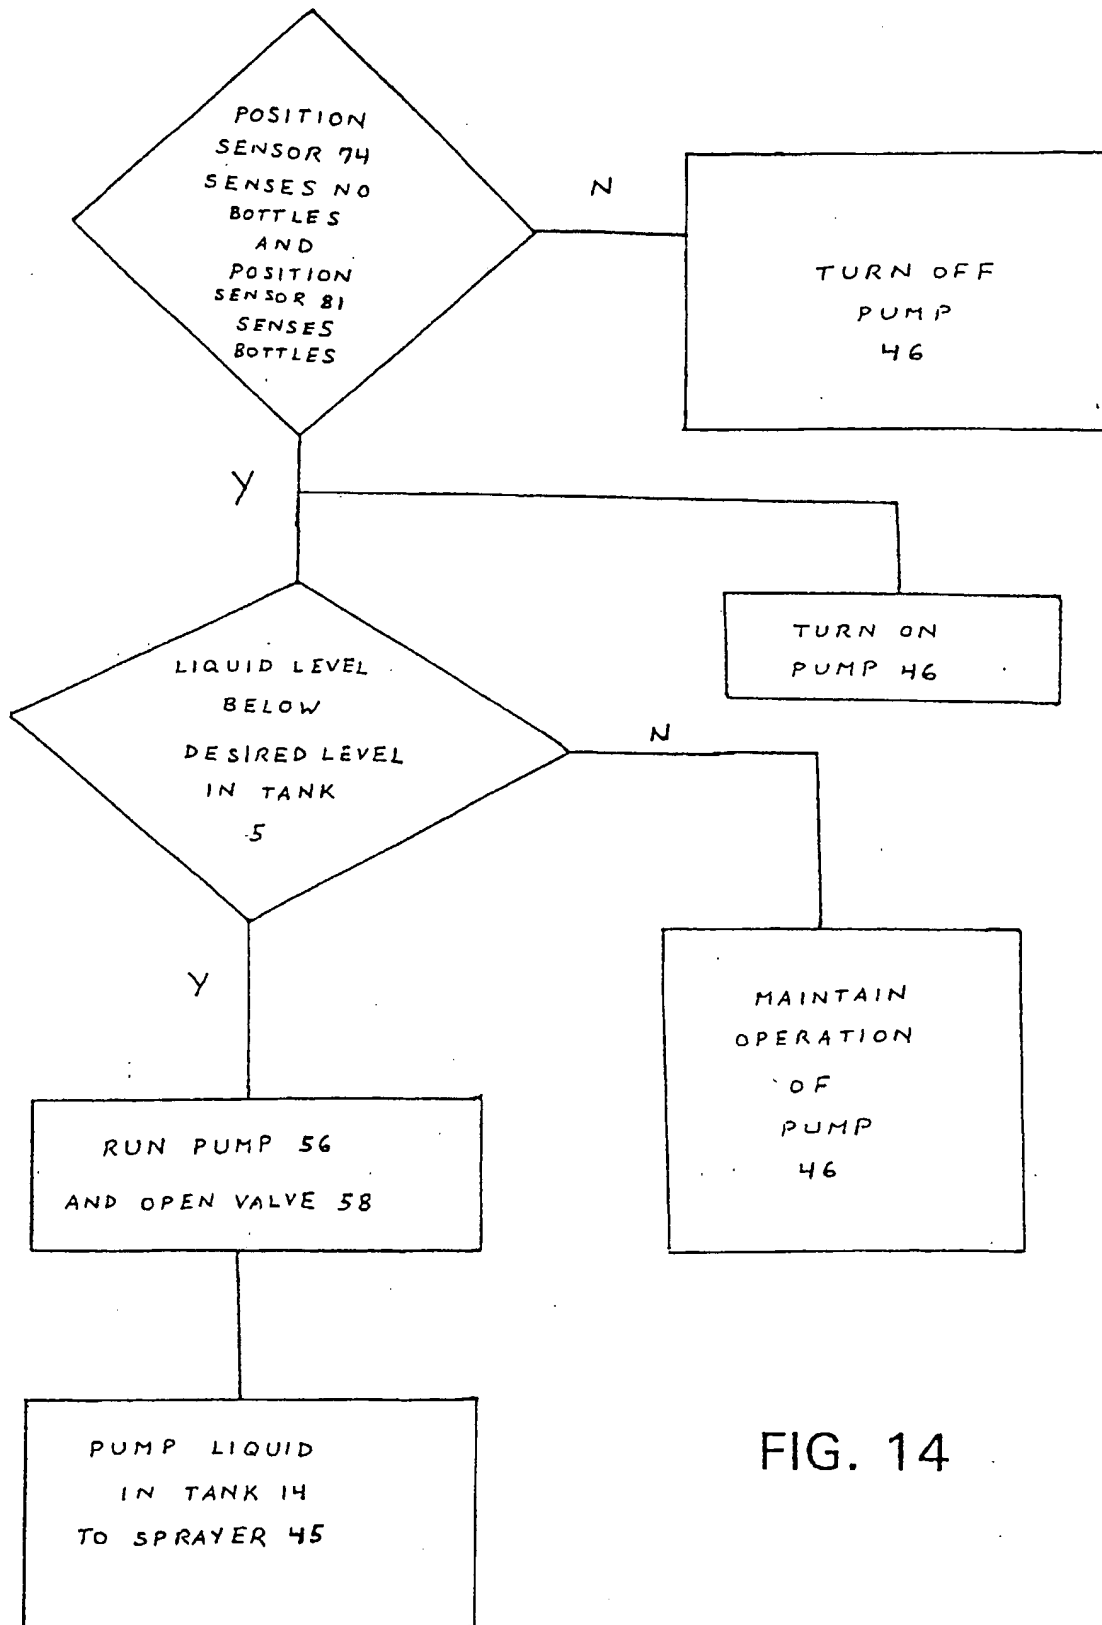 POSITION
SENSOR 74
SENSES NO
BOTTLES
AND
POSITION
SENSOR 81
SENSES
BOTTLES
N
TURN OFF
PUMP
46
Y
TURN ON
PUMP 46
LIQUID LEVEL
BELOW
DESIRED LEVEL
IN TANK
5
N
MAINTAIN
OPERATION
OF
PUMP
46
Y
RUN PUMP 56
AND OPEN VALVE 58
PUMP LIQUID
IN TANK 14
TO SPRAYER 45
FIG. 14